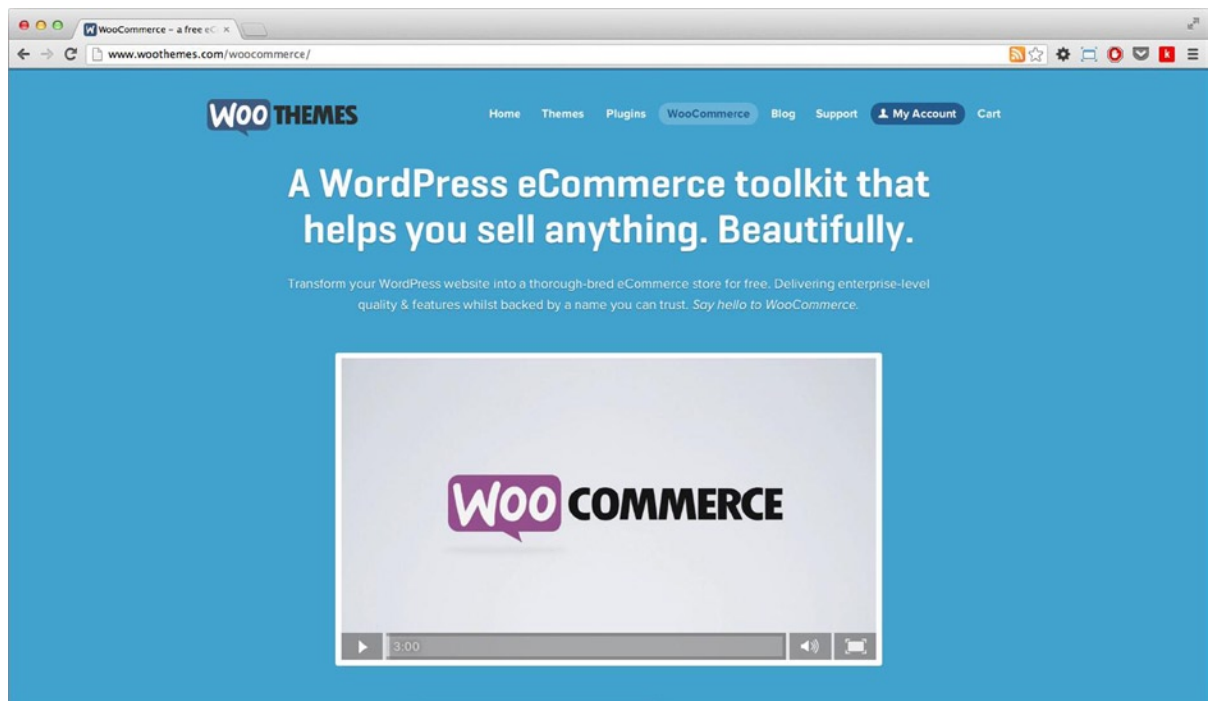 WooCommerce – a free eC
www.woothemes.com/woocommerce/
k
WOO THEMES
Home Themes Plugins WooCommerce Blog Support My Account Cart
A WordPress eCommerce toolkit that
helps you sell anything. Beautifully.
Transform your WordPress website into a thorough-bred eCommerce store for free. Delivering enterprise-level
quality & features whilst backed by a name you can trust. Say hello to WooCommerce.
WOO COMMERCE
3:00